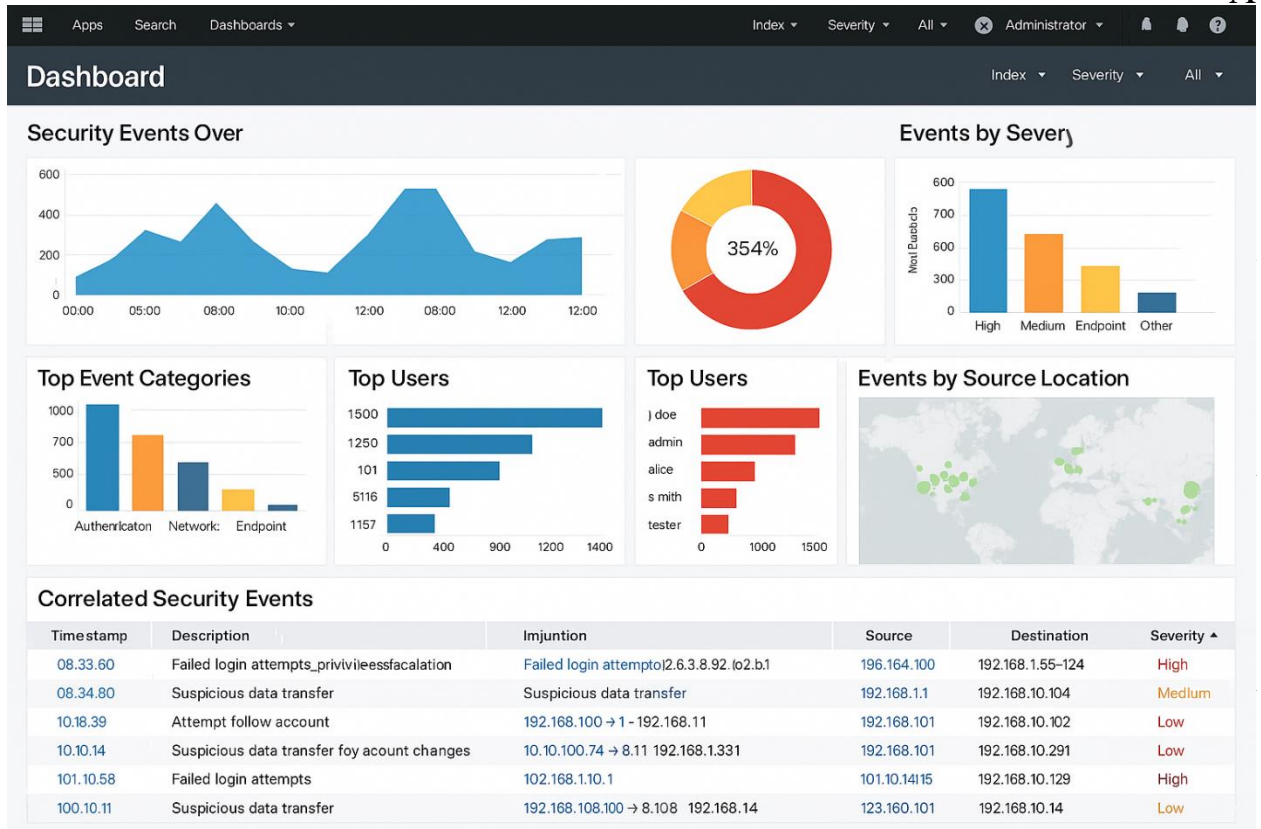 Apps Search Dashboards Index Severity All Administrator ?
Dashboard Index Severity All
Security Events Over
600
400
200
0
00:00 05:00 08:00 10:00 12:00 08:00 12:00 12:00
354%
Events by Sever
600
700
600
300
0
High Medium Endpoint Other
Top Event Categories
1000
700
500
0
Network: Endpoint
Top Users
1500
1250
101
5116
1157
0 400 900 1200 1400
Top Users
) doe
admin
alice
s mith
tester
0 1000 1500
Events by Source Location
Correlated Security Events
Timestamp Description Imjuntion Source Destination Severity
08.33.60 Failed login Failed login 196.164.100 192.168.1.55–124 High
08.34.80 Suspicious data transfer Suspicious data transfer 192.168.1.1 192.168.10.104 Medium
10.18.39 Attempt follow account 192.168.100 → 1 - 192.168.11 192.168.101 192.168.10.102 Low
10.10.14 Suspicious data transfer foy acount changes 10.10.100.74 → 8.11 192.168.1.331 192.168.101 192.168.10.291 Low
101.10.58 Failed login attempts 102.168.1.10.1 192.168.10.129 High
100.10.11 Suspicious data transfer 192.168.108.100 → 8.108 192.168.14 123.160.101 192.168.10.14 Low